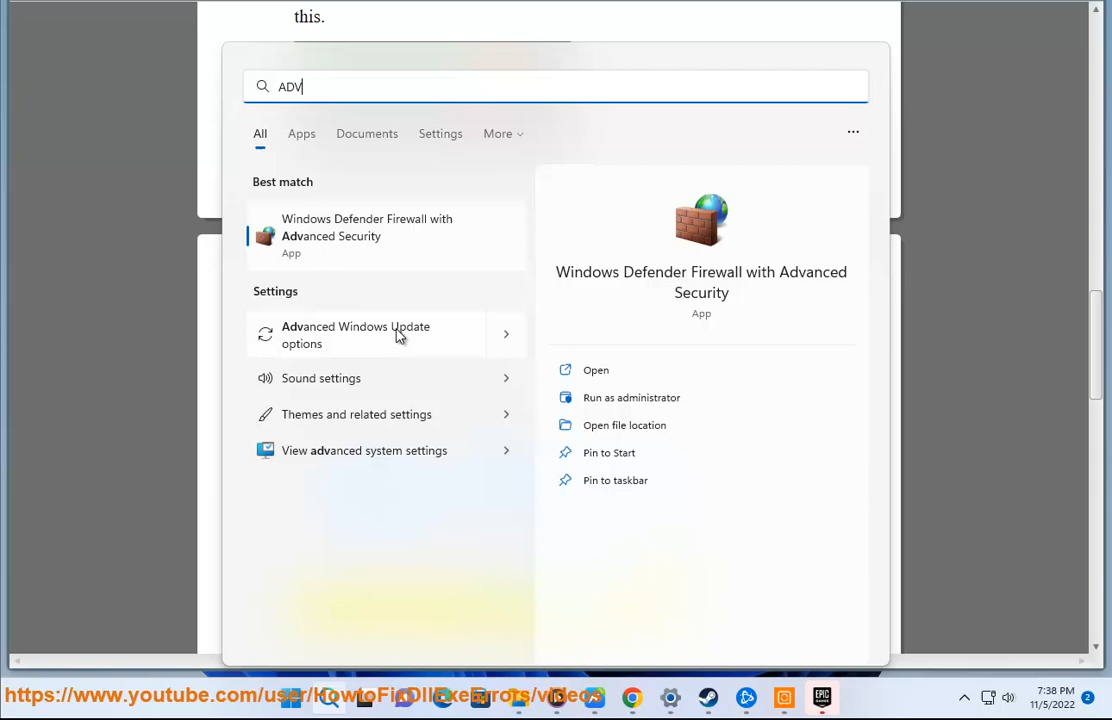 this.
ADV
All Apps Documents Settings More
Best match
Windows Defender Firewall with
Advanced Security
App
Settings
Advanced Windows Update
options
Sound settings
Themes and related settings
View advanced system settings
Windows Defender Firewall with Advanced
Security
App
Open
Run as administrator
Open file location
Pin to Start
Pin to taskbar
https://www.youtube.com/user/HowtoFixDllExeErrors/videos
EPIC
GAMES
7:38 PM
11/5/2022
2